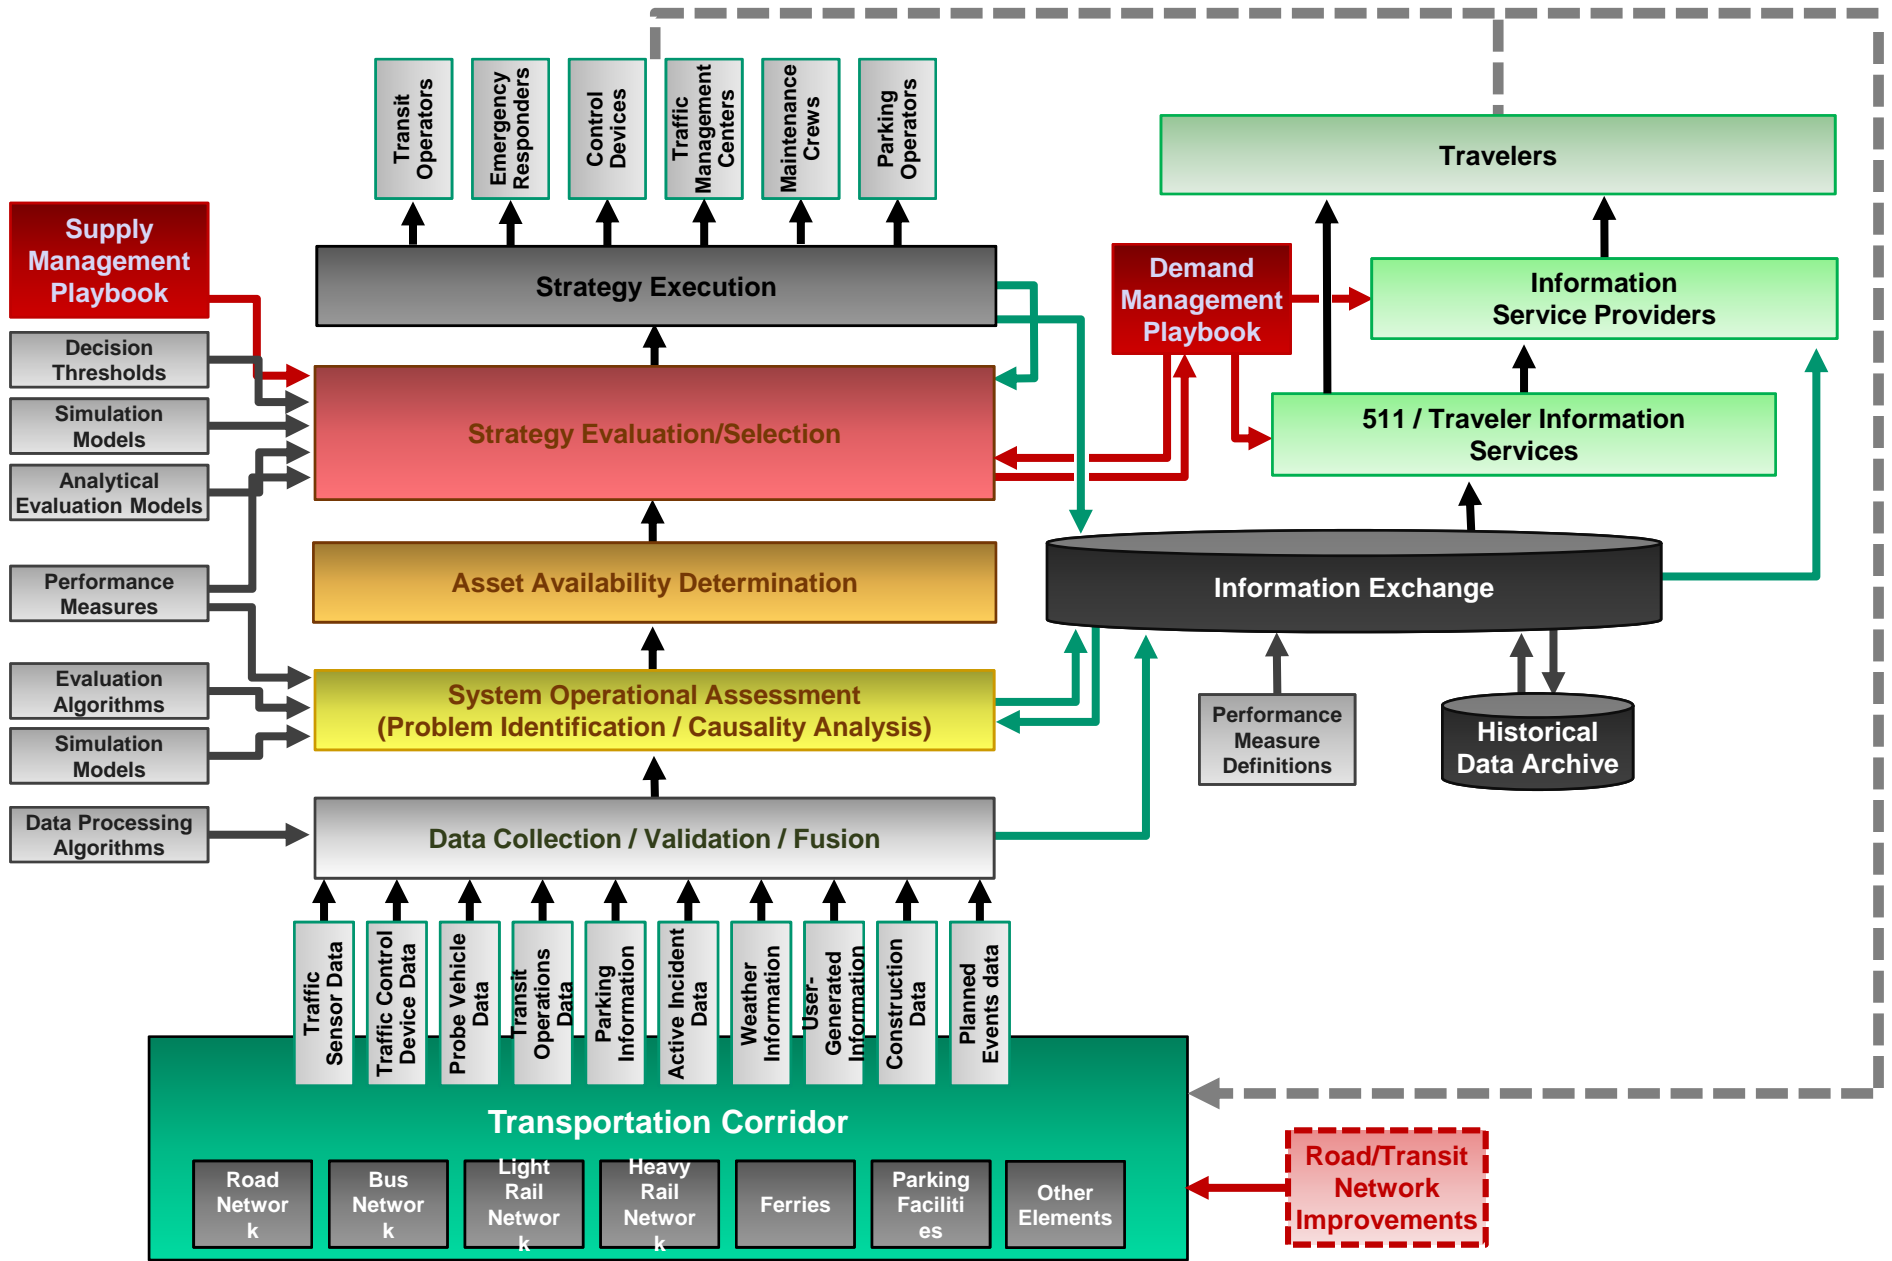 Transit
Operators
Emergency
Responders
Control
Devices
Traffic
Management
Centers
Maintenance
Crews
Parking
Operators
Travelers
Supply
Management
Playbook
Strategy Execution
Demand
Management
Playbook
Information
Service Providers
Decision
Thresholds
Simulation
Models
Strategy Evaluation/Selection
511 / Traveler Information
Services
Analytical
Evaluation Models
Performance
Measures
Asset Availability Determination
Information Exchange
Evaluation
Algorithms
System Operational Assessment
(Problem Identification / Causality Analysis)
Simulation
Models
Performance
Measure
Definitions
Historical
Data Archive
Data Processing
Algorithms
Data Collection / Validation / Fusion
Traffic
Sensor Data
Traffic Control
Device Data
Probe Vehicle
Data
Transit
Operations
Data
Parking
Information
Active Incident
Data
Weather
Information
User-
Generated
Information
Construction
Data
Planned
Events data
Transportation Corridor
Road
Networ
k
Bus
Networ
k
Light
Rail
Networ
k
Heavy
Rail
Networ
k
Ferries
Parking
Faciliti
es
Other
Elements
Road/Transit
Network
Improvements